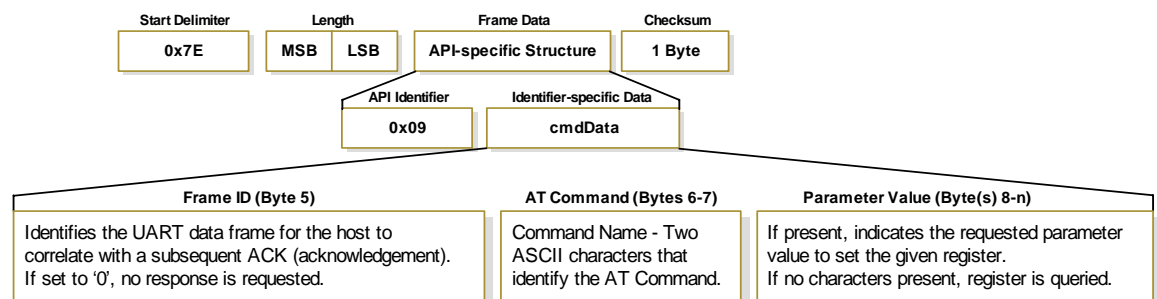 Start Delimiter
Length
Frame Data
Checksum
0x7E
MSB
LSB
API-specific Structure
1 Byte
API Identifier
Identifier-specific Data
0x09
cmdData
Frame ID (Byte 5)
Identifies the UART data frame for the host to
correlate with a subsequent ACK (acknowledgement).
If set to ‘0’, no response is requested.
AT Command (Bytes 6-7)
Command Name - Two
ASCII characters that
identify the AT Command.
Parameter Value (Byte(s) 8-n)
If present, indicates the requested parameter
value to set the given register.
If no characters present, register is queried.